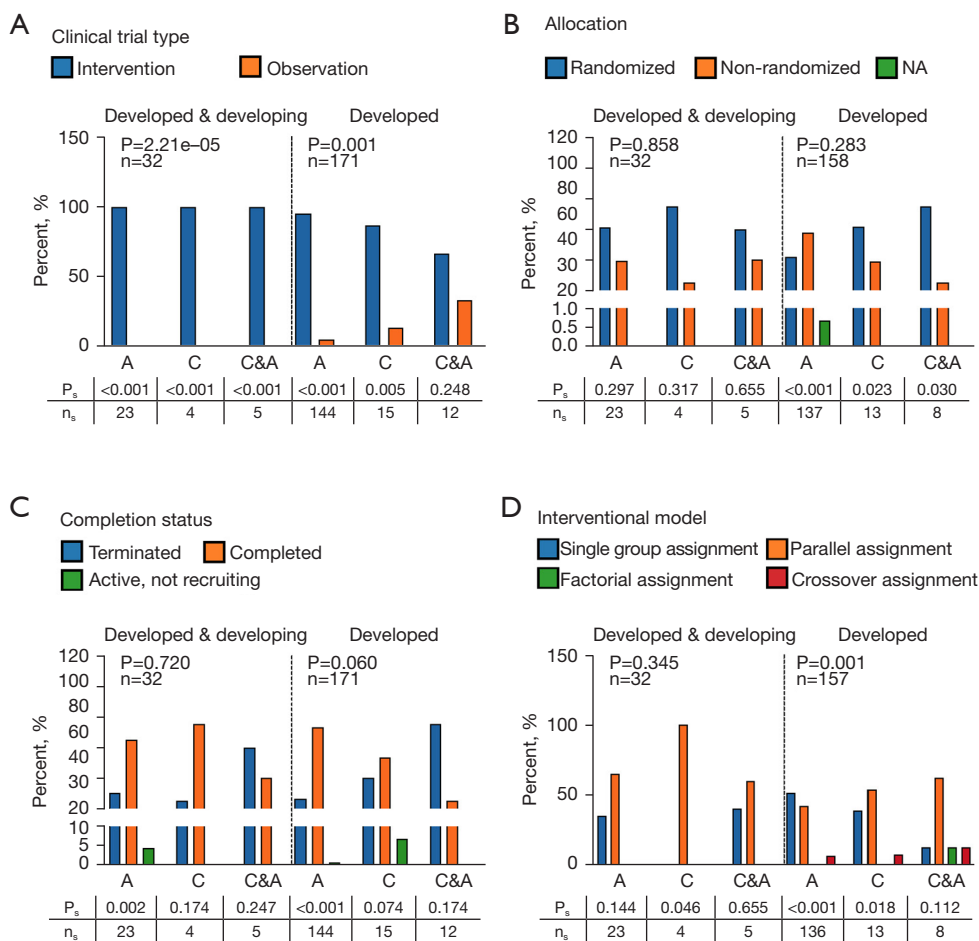 A
Clinical trial type
Intervention Observation
Developed & developing Developed
P=2.21e–05 P=0.001
n=32 n=171
Percent, %
150
100
50
0
A C C&A A C C&A
Ps <0.001 <0.001 <0.001 <0.001 0.005 0.248
ns 23 4 5 144 15 12
B
Allocation
Randomized Non-randomized NA
Developed & developing Developed
P=0.858 P=0.283
n=32 n=158
Percent, %
120
100
80
60
40
30
20
1.0
0.5
0.0
A C C&A A C C&A
Ps 0.297 0.317 0.655 <0.001 0.023 0.030
ns 23 4 5 137 13 8
C
Completion status
Terminated Completed
Active, not recruiting
Developed & developing Developed
P=0.720 P=0.060
n=32 n=171
Percent, %
120
100
80
60
40
30
20
10
5
0
A C C&A A C C&A
Ps 0.002 0.174 0.247 <0.001 0.074 0.174
ns 23 4 5 144 15 12
D
Interventional model
Single group assignment Parallel assignment
Factorial assignment Crossover assignment
Developed & developing Developed
P=0.345 P=0.001
n=32 n=157
Percent, %
150
100
50
0
A C C&A A C C&A
Ps 0.144 0.046 0.655 <0.001 0.018 0.112
ns 23 4 5 136 13 8